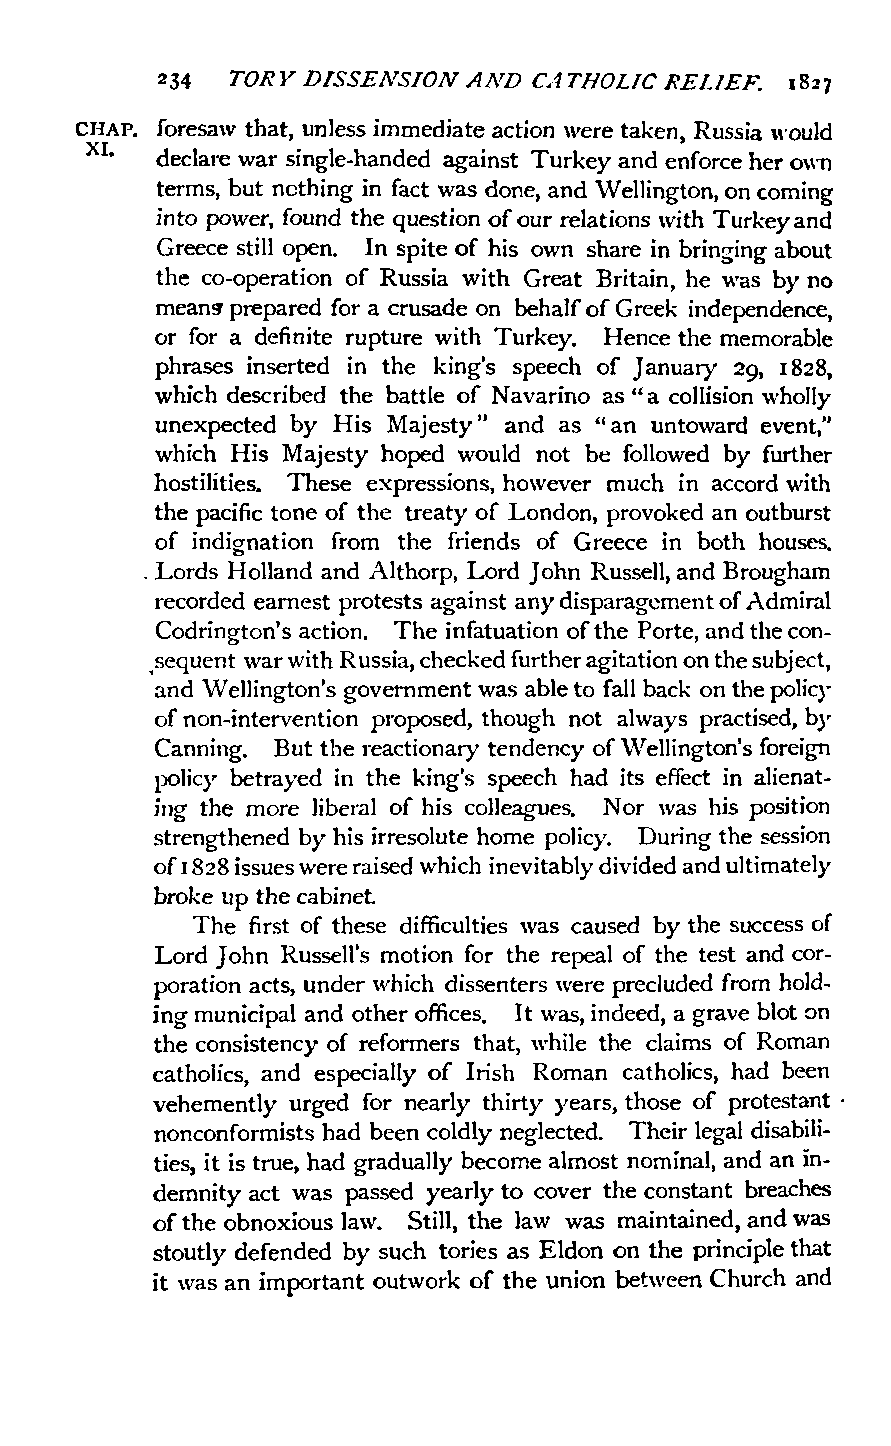 234 TORY DISSENSION AND CATHOLIC RELIEF. 1827
CHAP. XI.
foresaw that, unless immediate action were taken, Russia would
declare war single-handed against Turkey and enforce her own
terms, but nothing in fact was done, and Wellington, on coming
into power, found the question of our relations with Turkey and
Greece still open. In spite of his own share in bringing about
the co-operation of Russia with Great Britain, he was by no
means prepared for a crusade on behalf of Greek independence,
or for a definite rupture with Turkey. Hence the memorable
phrases inserted in the king's speech of January 29, 1828,
which described the battle of Navarino as "a collision wholly
unexpected by His Majesty" and as "an untoward event,"
which His Majesty hoped would not be followed by further
hostilities. These expressions, however much in accord with
the pacific tone of the treaty of London, provoked an outburst
of indignation from the friends of Greece in both houses.
Lords Holland and Althorp, Lord John Russell, and Brougham
recorded earnest protests against any disparagement of Admiral
Codrington's action. The infatuation of the Porte, and the con-
sequent war with Russia, checked further agitation on the subject,
and Wellington's government was able to fall back on the policy
of non-intervention proposed, though not always practised, by
Canning. But the reactionary tendency of Wellington's foreign
policy betrayed in the king's speech had its effect in alienat-
ing the more liberal of his colleagues. Nor was his position
strengthened by his irresolute home policy. During the session
of 1828 issues were raised which inevitably divided and ultimately
broke up the cabinet.
The first of these difficulties was caused by the success of
Lord John Russell's motion for the repeal of the test and cor-
poration acts, under which dissenters were precluded from hold-
ing municipal and other offices. It was, indeed, a grave blot on
the consistency of reformers that, while the claims of Roman
catholics, and especially of Irish Roman catholics, had been
vehemently urged for nearly thirty years, those of protestant
nonconformists had been coldly neglected. Their legal disabili-
ties, it is true, had gradually become almost nominal, and an in-
demnity act was passed yearly to cover the constant breaches
of the obnoxious law. Still, the law was maintained, and was
stoutly defended by such tories as Eldon on the principle that
it was an important outwork of the union between Church and